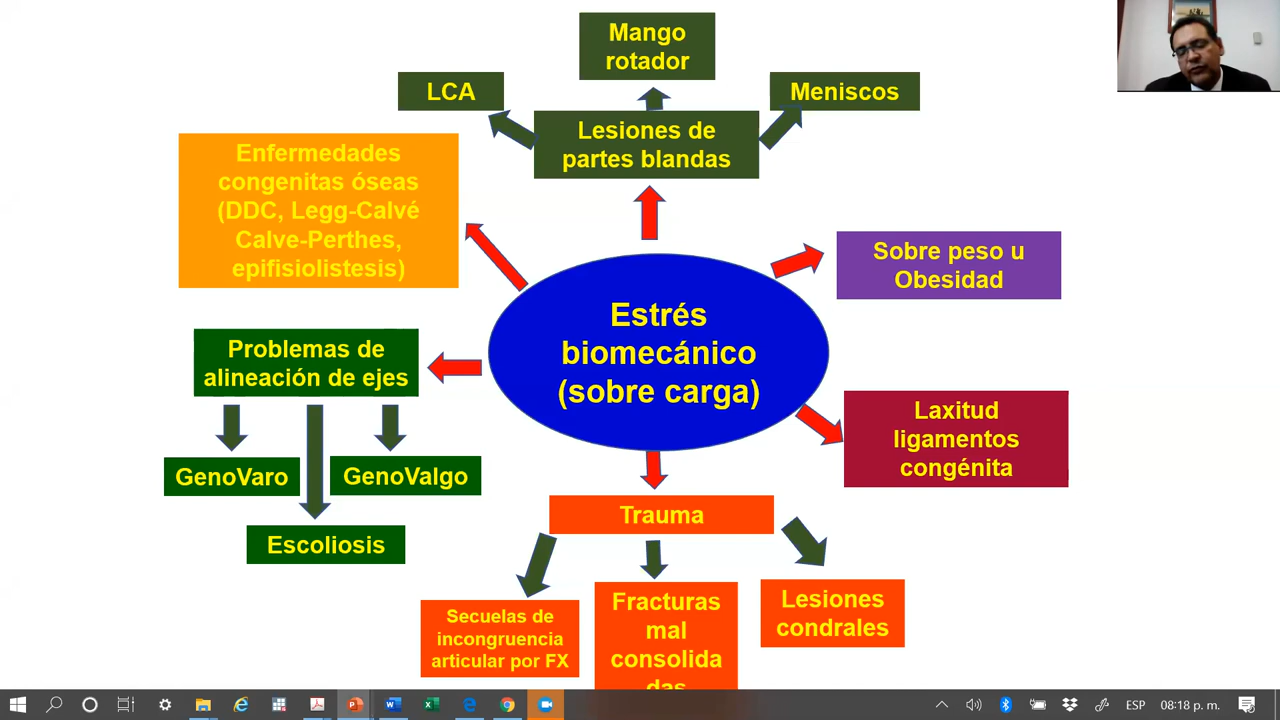 Mango
rotador
LCA
Meniscos
Lesiones de
partes blandas
Enfermedades
congenitas óseas
(DDC, Legg-Calvé
Calve-Perthes,
epifisiolistesis)
Sobre peso u
Obesidad
Estrés
biomecánico
(sobre carga)
Problemas de
alineación de ejes
GenoVaro
GenoValgo
Escoliosis
Laxitud
ligamentos
congénita
Trauma
Secuelas de
incongruencia
articular por FX
Fracturas
mal
consolida
das
Lesiones
condrales
ESP
08:18 p. m.